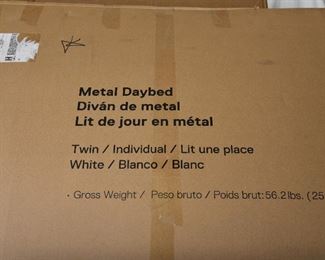 Metal Daybed
Diván de metal
Lit de jour en métal
Twin / Individual / Lit une place
White / Blanco / Blanc
· Gross Weight / Peso bruto / Poids brut: 56.2 lbs. (25